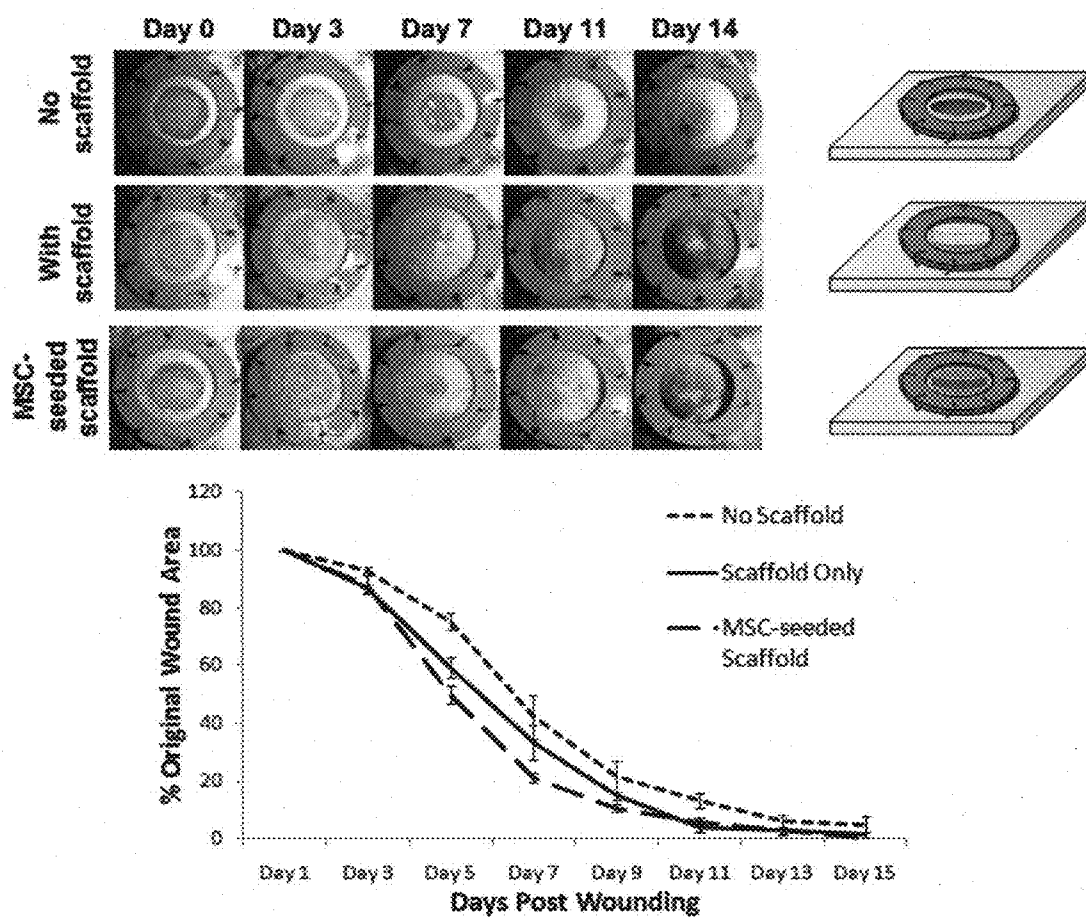 Day 0 Day 3 Day 7 Day 11 Day 14
No
scaffold
With
scaffold
MSC-
seeded
scaffold
120
100
80
60
40
20
0
% Original Wound Area
No Scaffold
Scaffold Only
MSC-seeded
Scaffold
Day 1 Day 3 Day 5 Day 7 Day 9 Day 11 Day 13 Day 15
Days Post Wounding